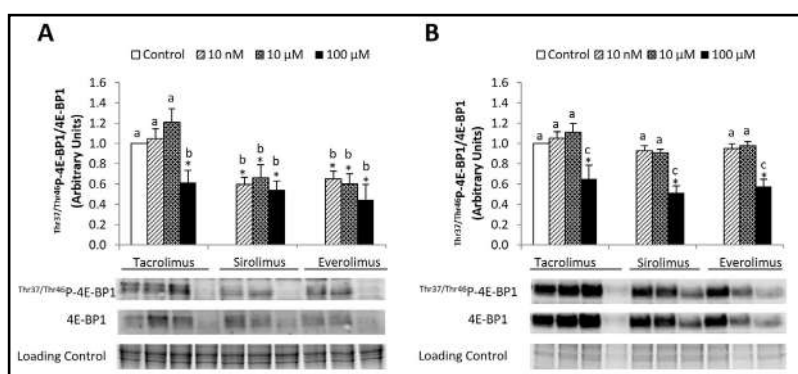 A
□ Control 10 nM 10 µM ■ 100 µM
Thr37/Thr46P-4E-BP1/4E-BP1
(Arbitrary Units)
1.6
1.4
1.2
1.0
0.8
0.6
0.4
0.2
0.0
a a a b * b * b * b * b * b * b *
Tacrolimus Sirolimus Everolimus
Thr37/Thr46P-4E-BP1
4E-BP1
Loading Control
B
□ Control 10 nM 10 µM ■ 100 µM
Thr37/Thr46P-4E-BP1/4E-BP1
(Arbitrary Units)
1.6
1.4
1.2
1.0
0.8
0.6
0.4
0.2
0.0
a a a c * a a c * a a c *
Tacrolimus Sirolimus Everolimus
Thr37/Thr46P-4E-BP1
4E-BP1
Loading Control